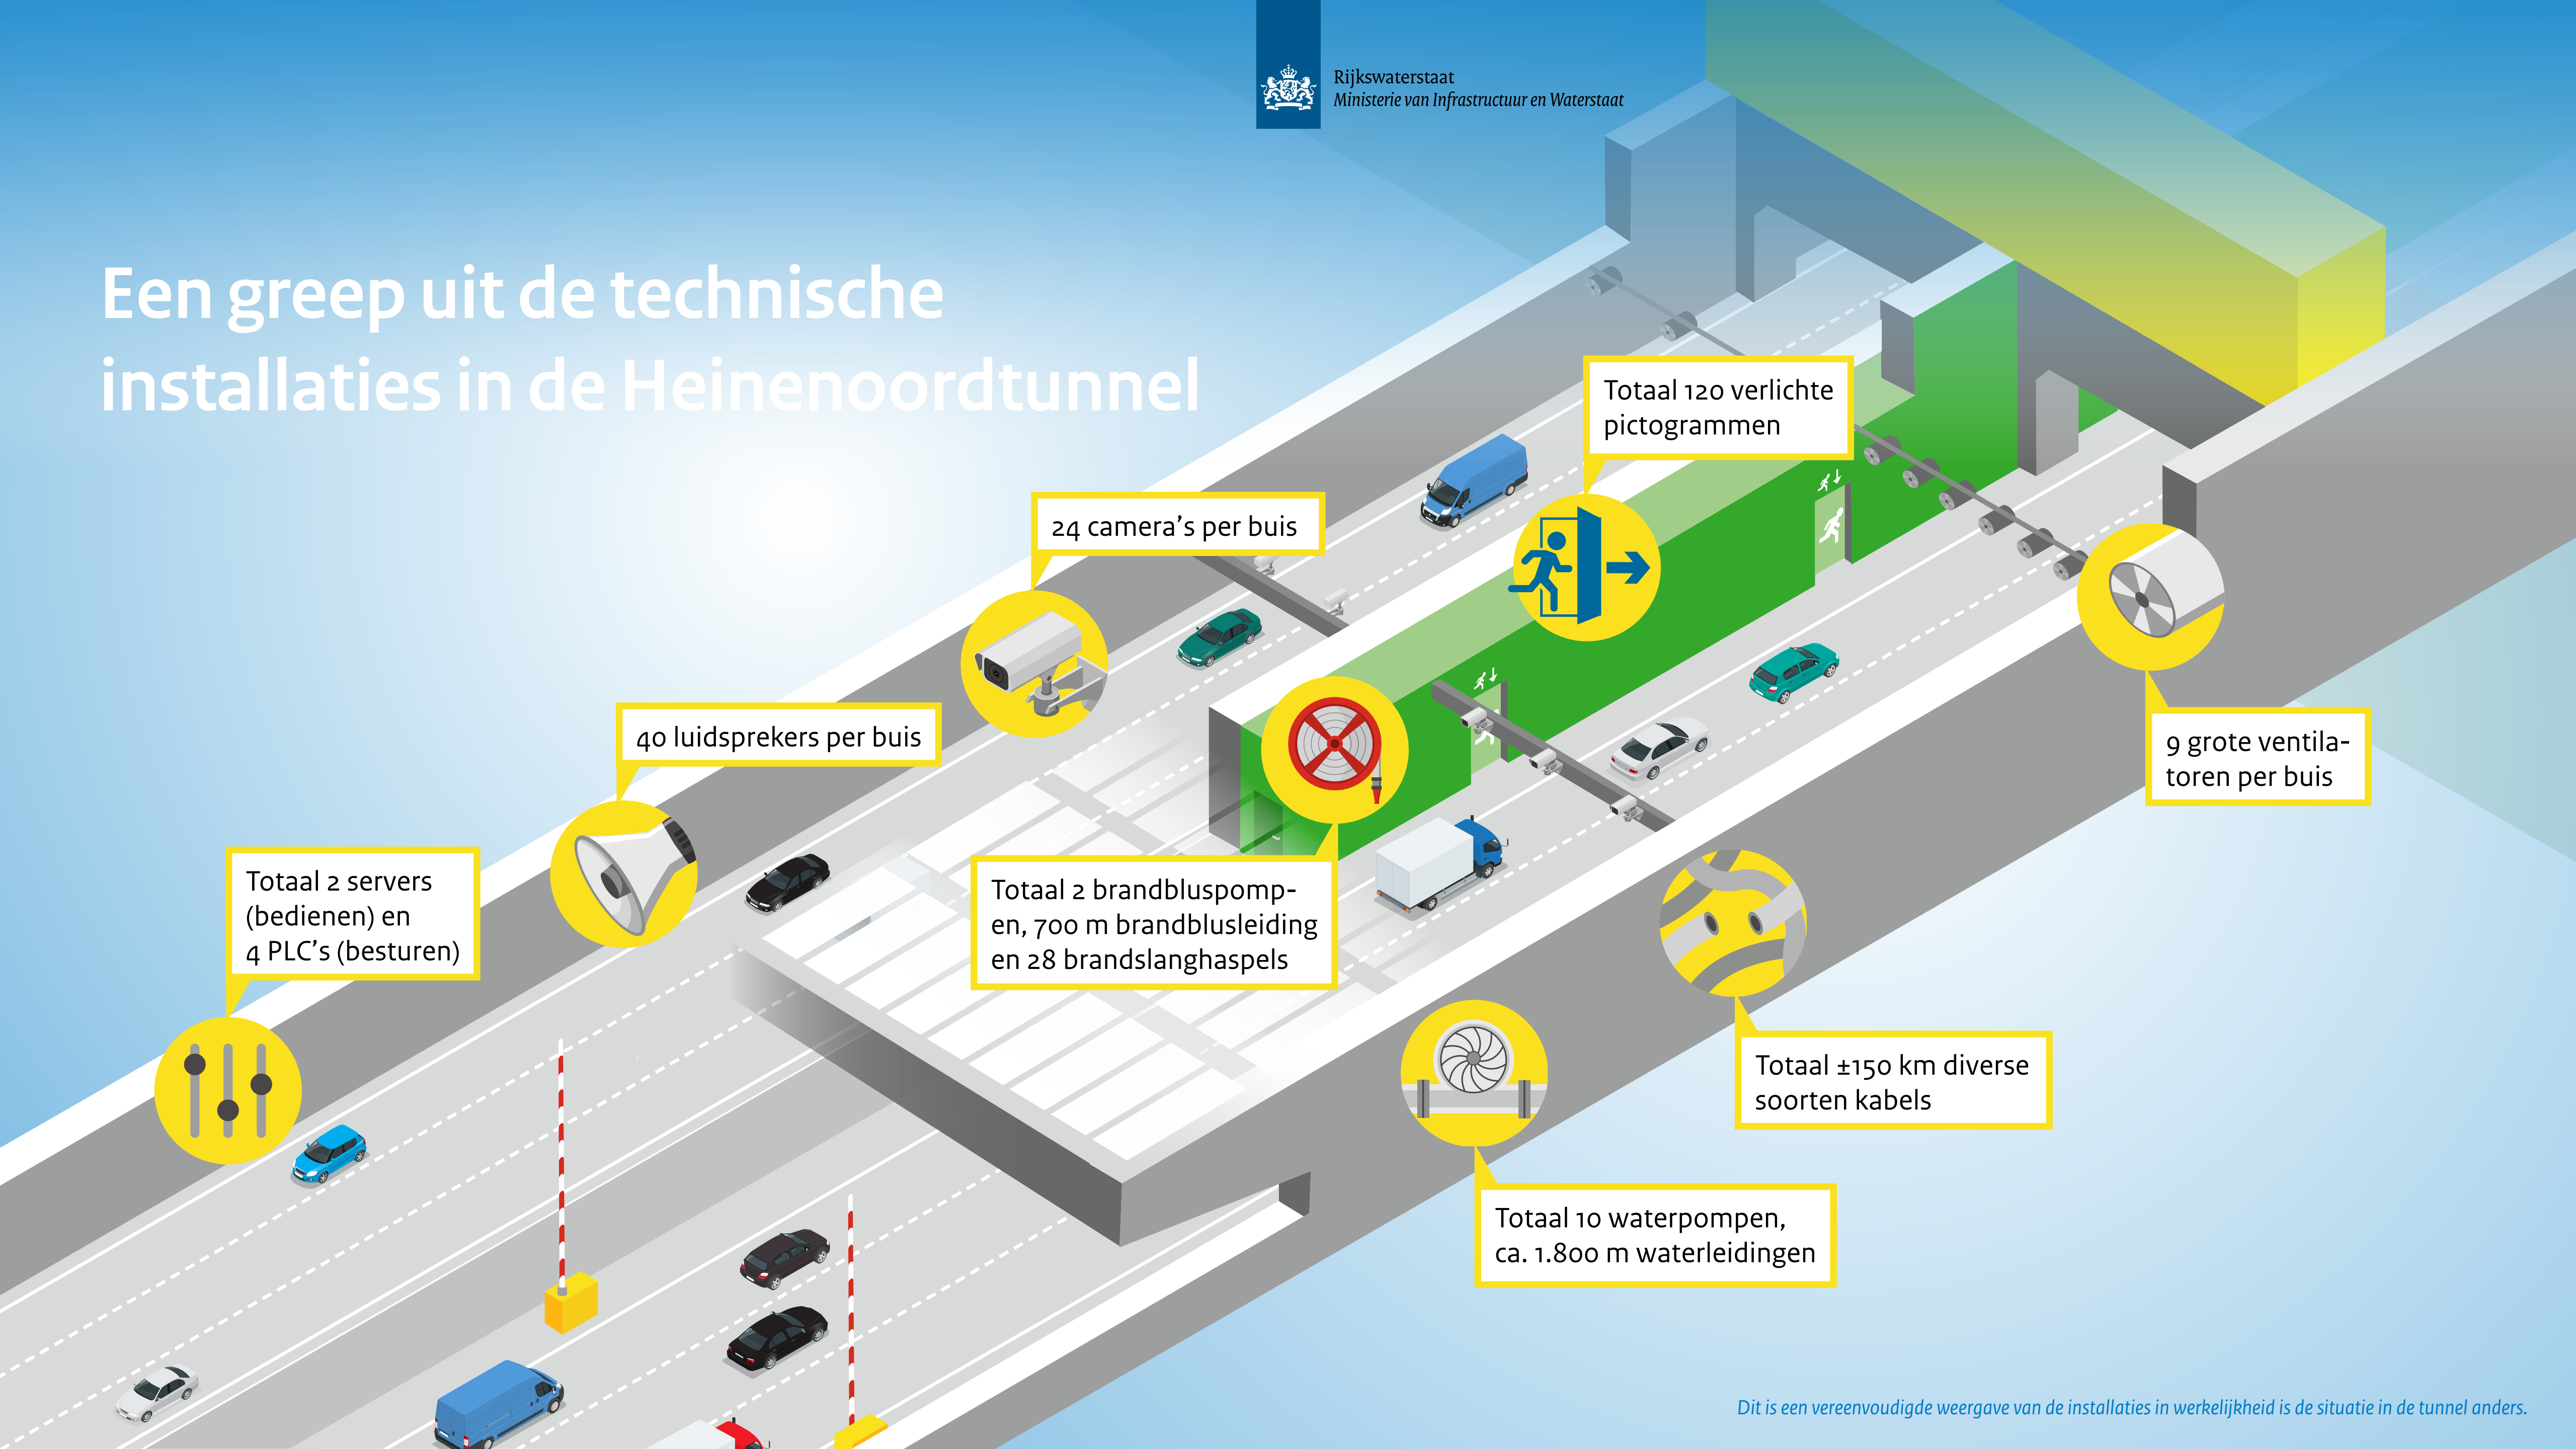 Rijkswaterstaat
Ministerie van Infrastructuur en Waterstaat
Een greep uit de technische
installaties in de Heinenoordtunnel
Totaal 120 verlichte
pictogrammen
24 camera's per buis
40 luidsprekers per buis
9 grote ventila-
toren per buis
Totaal 2 servers
(bedienen) en
4 PLC's (besturen)
Totaal 2 brandbluspomp-
en, 700 m brandblusleiding
en 28 brandslanghaspels
Totaal ±150 km diverse
soorten kabels
Totaal 10 waterpompen,
ca. 1.800 m waterleidingen
Dit is een vereenvoudigde weergave van de installaties in werkelijkheid is de situatie in de tunnel anders.